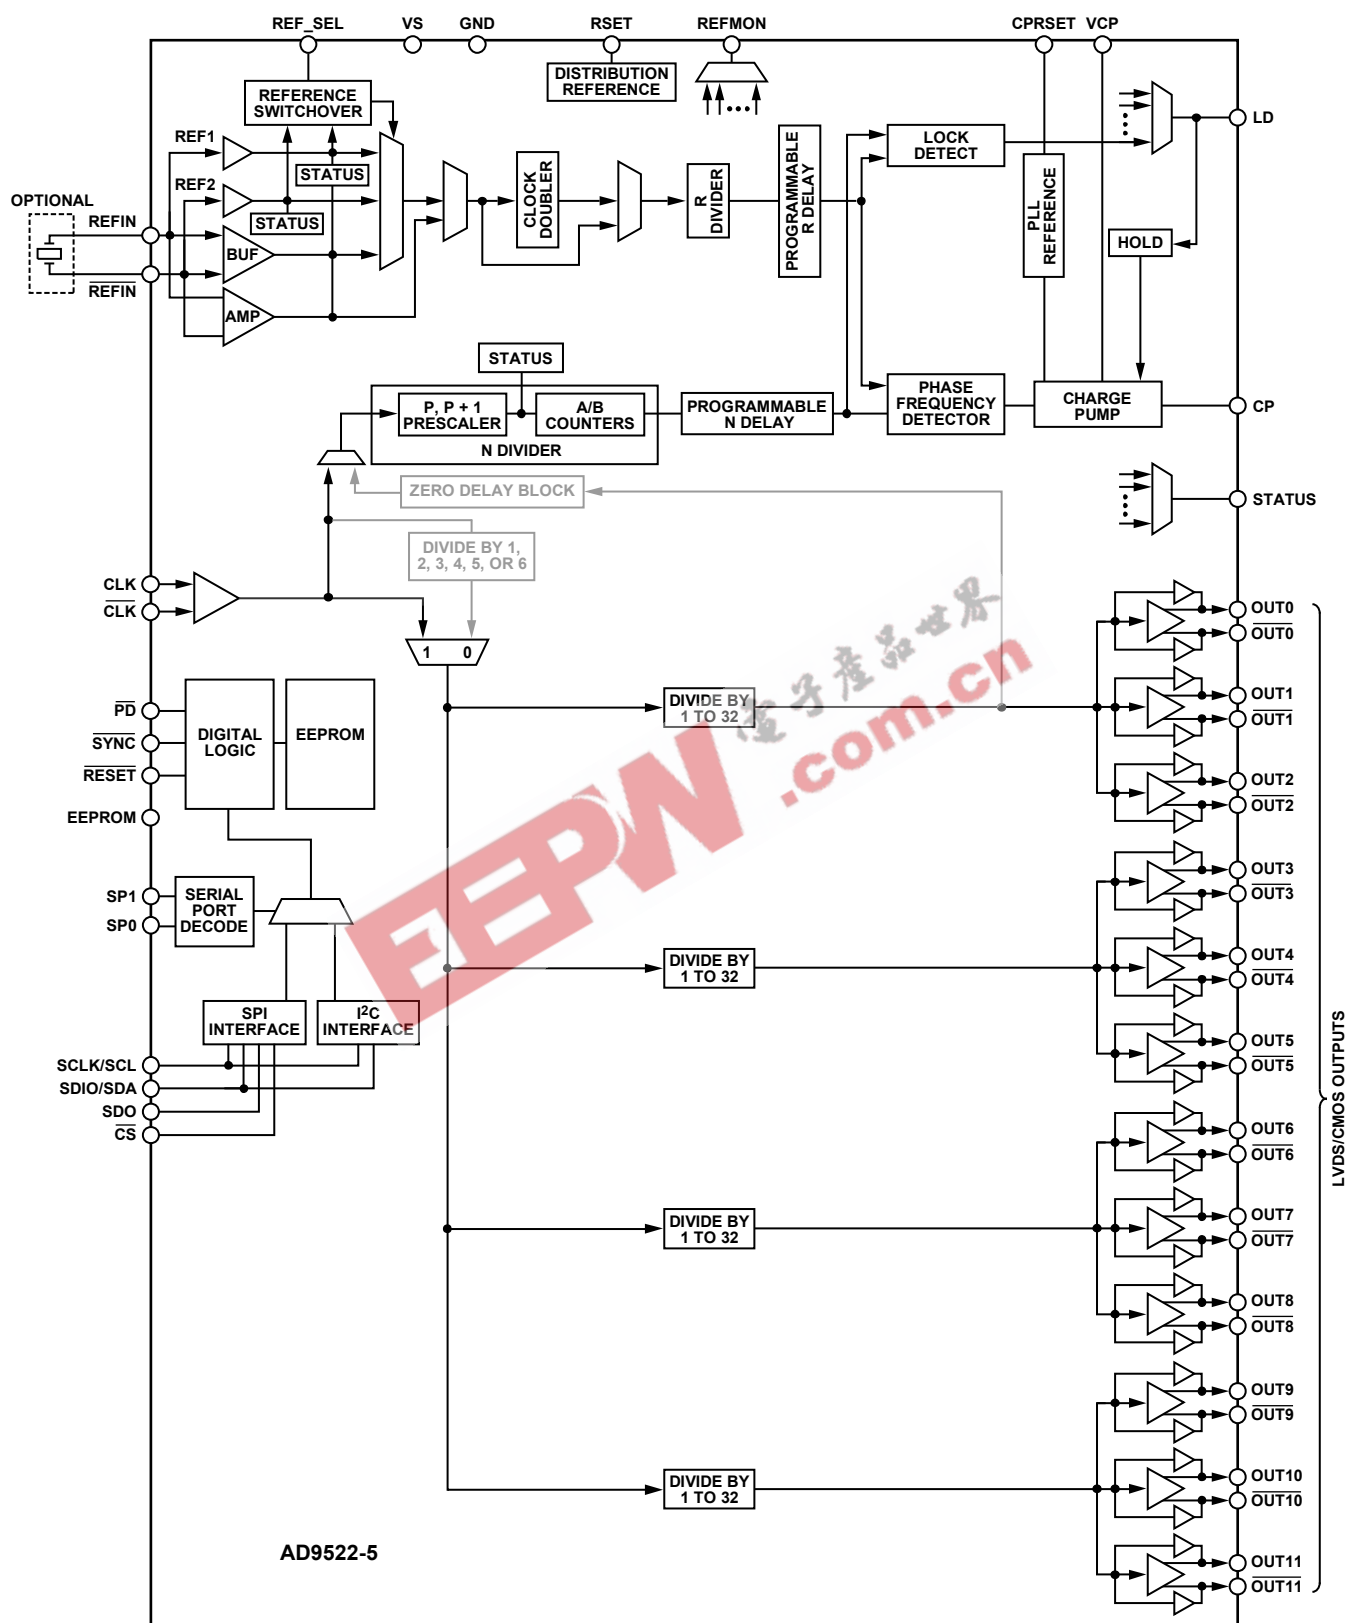 REF_SEL VS GND RSET REFMON CPRSET VCP
DISTRIBUTION
REFERENCE
REFERENCE
SWITCHOVER
REF1
STATUS
REF2
STATUS
OPTIONAL
REFIN
REFIN
BUF
AMP
CLOCK
DOUBLER
R
DIVIDER
PROGRAMMABLE
R DELAY
LOCK
DETECT
LD
PLL
REFERENCE
HOLD
STATUS
P, P + 1
PRESCALER
A/B
COUNTERS
N DIVIDER
PROGRAMMABLE
N DELAY
PHASE
FREQUENCY
DETECTOR
CHARGE
PUMP
CP
ZERO DELAY BLOCK
STATUS
DIVIDE BY 1,
2, 3, 4, 5, OR 6
CLK
CLK
1 0
PD
SYNC
RESET
EEPROM
DIGITAL
LOGIC
EEPROM
SP1
SP0
SERIAL
PORT
DECODE
SPI
INTERFACE
I2C
INTERFACE
SCLK/SCL
SDIO/SDA
SDO
CS
DIVIDE BY
1 TO 32
DIVIDE BY
1 TO 32
DIVIDE BY
1 TO 32
DIVIDE BY
1 TO 32
OUT0
OUT0
OUT1
OUT1
OUT2
OUT2
OUT3
OUT3
OUT4
OUT4
OUT5
OUT5
OUT6
OUT6
OUT7
OUT7
OUT8
OUT8
OUT9
OUT9
OUT10
OUT10
OUT11
OUT11
LVDS/CMOS OUTPUTS
AD9522-5
EEPW
電子産品世界
.com.cn